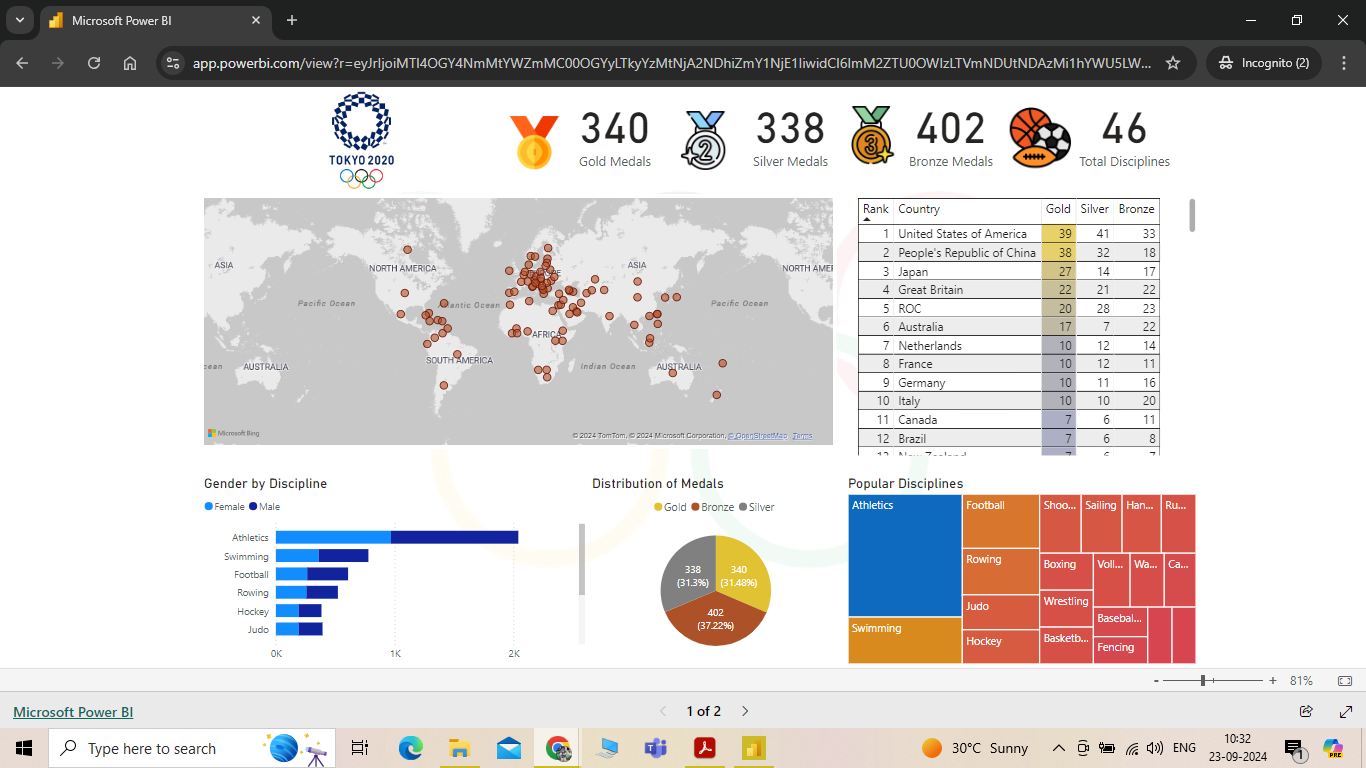 Microsoft Power BI
app.powerbi.com/view?r=eyJrIjoiMTI4OGY4NmMtYWZmMC00OGYyLTkyYzMtNjA2NDhiZmY1NjE1IiwidCI6ImM2ZTU0OWIzLTVmNDUtNDAzMi1hYWU5LW...
Incognito (2)
TOKYO 2020
340
Gold Medals
2
338
Silver Medals
3
402
Bronze Medals
46
Total Disciplines
ASIA
NORTH AMERICA
ASIA
NORTH AMER
Pacific Ocean
Atlantic Ocean
Pacific Ocean
AFRICA
SOUTH AMERICA
cean
AUSTRALIA
Indian Ocean
AUSTRALIA
Microsoft Bing
© 2024 TomTom, © 2024 Microsoft Corporation, © OpenStreetMap Terms
Rank Country Gold Silver Bronze
1 United States of America 39 41 33
2 People's Republic of China 38 32 18
3 Japan 27 14 17
4 Great Britain 22 21 22
5 ROC 20 28 23
6 Australia 17 7 22
7 Netherlands 10 12 14
8 France 10 12 11
9 Germany 10 11 16
10 Italy 10 10 20
11 Canada 7 6 11
12 Brazil 7 6 8
Gender by Discipline
Female Male
Athletics
Swimming
Football
Rowing
Hockey
Judo
0K 1K 2K
Distribution of Medals
Gold Bronze Silver
338 (31.3%)
340 (31.48%)
402 (37.22%)
Popular Disciplines
Athletics
Swimming
Football
Rowing
Judo
Hockey
Shoo...
Sailing
Han...
Ru...
Boxing
Wrestling
Basketb...
Voll...
Wa...
Ca...
Basebal...
Fencing
- + 81%
Microsoft Power BI
1 of 2
Type here to search
30°C Sunny
ENG
10:32
23-09-2024
1
PRE